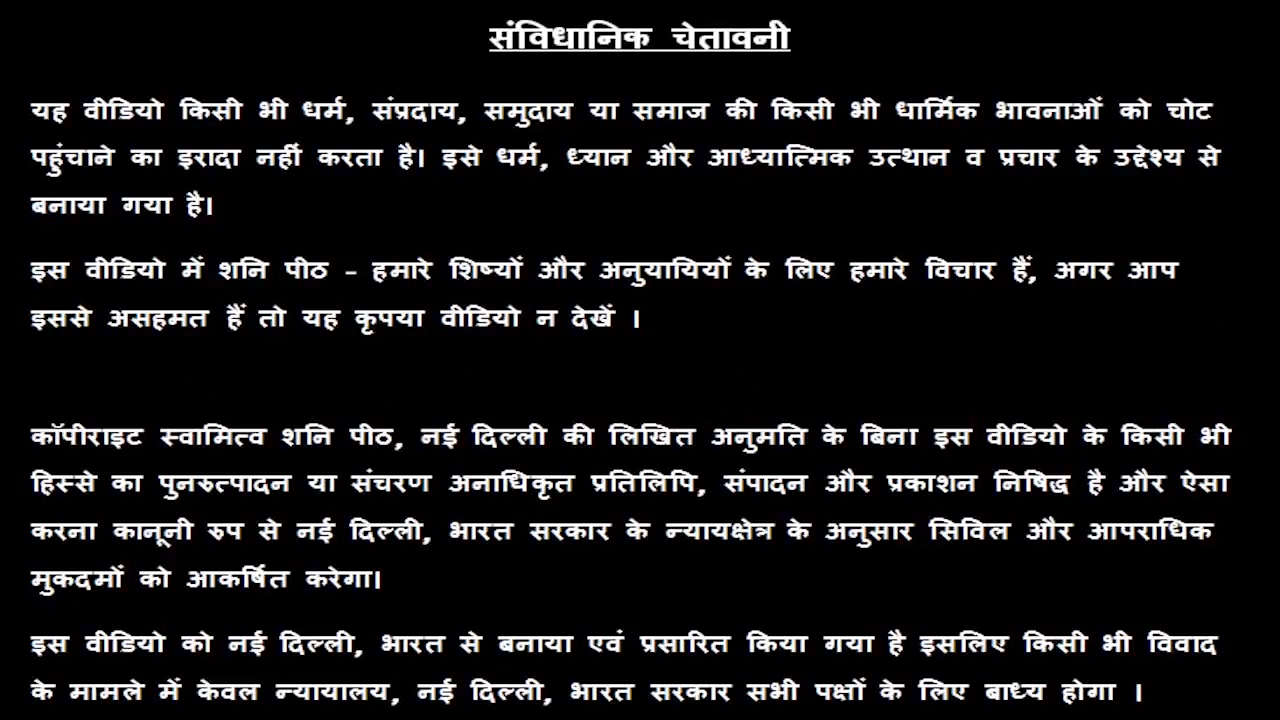 संविधानिक चेतावनी
यह वीडियो किसी भी धर्म, संप्रदाय, समुदाय या समाज की किसी भी धार्मिक भावनाओं को चोट
पहुंचाने का इरादा नहीं करता है। इसे धर्म, ध्यान और आध्यात्मिक उत्थान व प्रचार के उद्देश्य से
बनाया गया है।
इस वीडियो में शनि पीठ – हमारे शिष्यों और अनुयायियों के लिए हमारे विचार हैं, अगर आप
इससे असहमत हैं तो यह कृपया वीडियो न देखें ।
कॉपीराइट स्वामित्व शनि पीठ, नई दिल्ली की लिखित अनुमति के बिना इस वीडियो के किसी भी
हिस्से का पुनरुत्पादन या संचरण अनाधिकृत प्रतिलिपि, संपादन और प्रकाशन निषिद्ध है और ऐसा
करना कानूनी रुप से नई दिल्ली, भारत सरकार के न्यायक्षेत्र के अनुसार सिविल और आपराधिक
मुकदमों को आकर्षित करेगा।
इस वीडियो को नई दिल्ली, भारत से बनाया एवं प्रसारित किया गया है इसलिए किसी भी विवाद
के मामले में केवल न्यायालय, नई दिल्ली, भारत सरकार सभी पक्षों के लिए बाध्य होगा ।